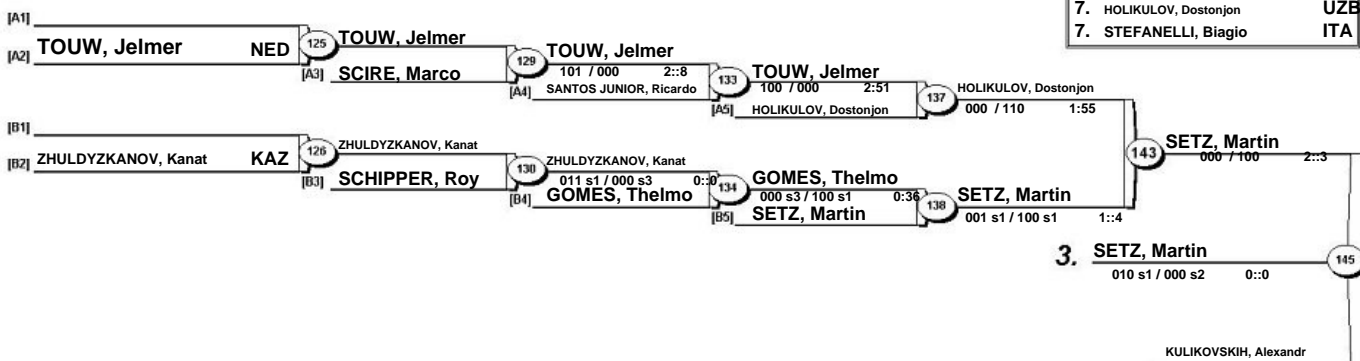 7. HOLIKULOV, Dostonjon UZB
7. STEFANELLI, Biagio ITA
[A1]
[A2] TOUW, Jelmer NED 125 TOUW, Jelmer
[A3] SCIRE, Marco 129 TOUW, Jelmer
101 / 000 2::8
[A4] SANTOS JUNIOR, Ricardo 133 TOUW, Jelmer
100 / 000 2:51
[A5] HOLIKULOV, Dostonjon 137 HOLIKULOV, Dostonjon
000 / 110 1:55
[B1]
[B2] ZHULDYZKANOV, Kanat KAZ 126 ZHULDYZKANOV, Kanat
[B3] SCHIPPER, Roy 130 ZHULDYZKANOV, Kanat
011 s1 / 000 s3 0::0
[B4] GOMES, Thelmo 134 GOMES, Thelmo
000 s3 / 100 s1 0:36
[B5] SETZ, Martin 138 SETZ, Martin
001 s1 / 100 s1 1::4
143 SETZ, Martin
000 / 100 2::3
3. SETZ, Martin 145
010 s1 / 000 s2 0::0
KULIKOVSKIH, Alexandr